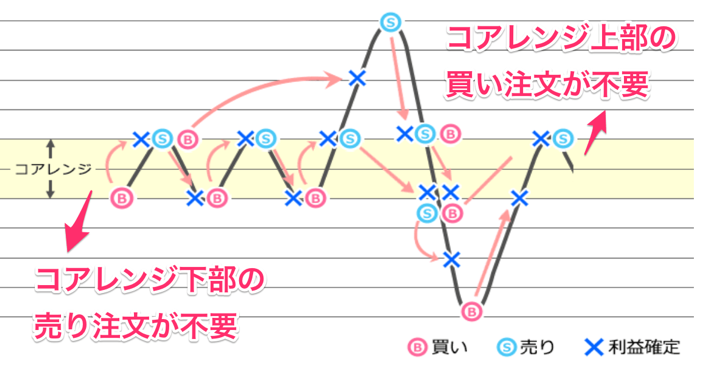 コアレンジ上部の
買い注文が不要
S
S B S B S S S B S
コアレンジ
B B B S B
コアレンジ下部の
売り注文が不要
B
B 買い S 売り 利益確定